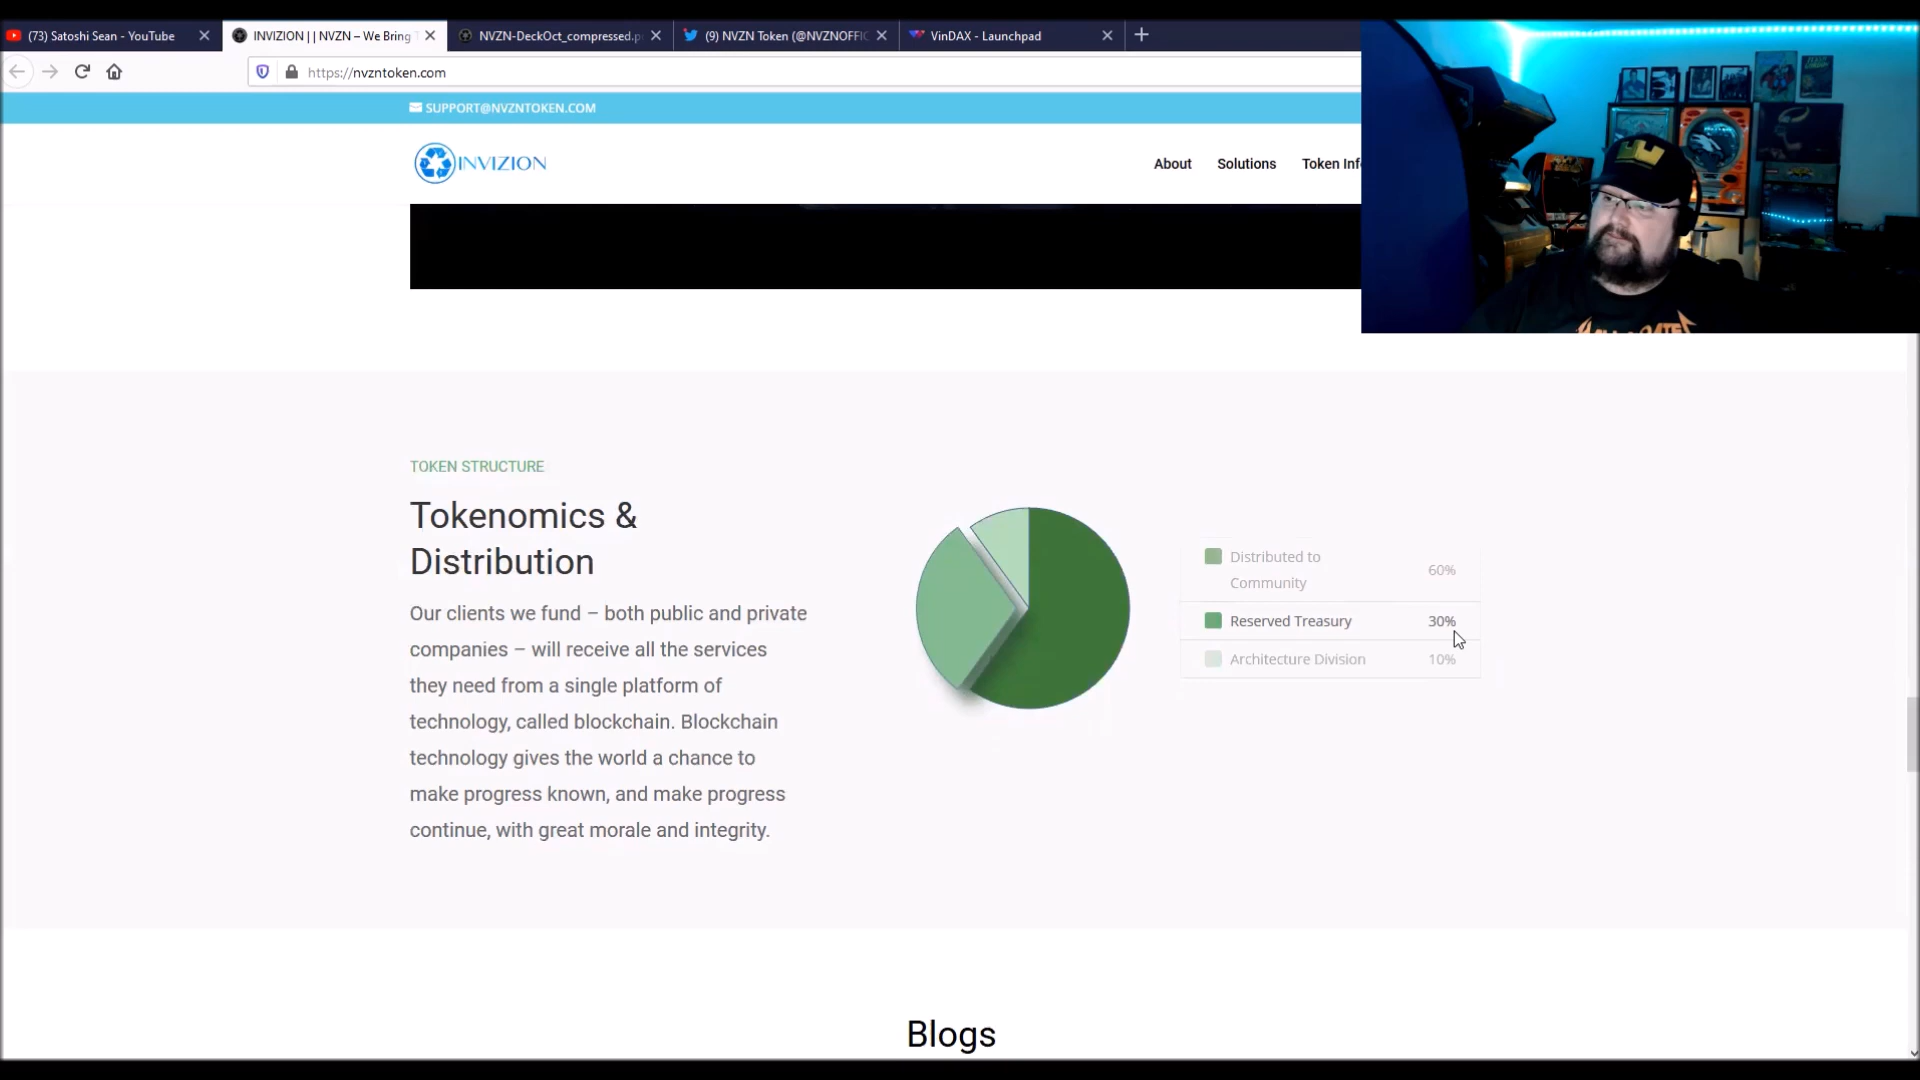 (73) Satoshi Sean - YouTube
INVIZION | | NVZN – We Bring T
NVZN-DeckOct_compressed.p
(9) NVZN Token (@NVZNOFFIC
VinDAX - Launchpad
https://nvzntoken.com
SUPPORT@NVZNTOKEN.COM
INVIZION
About
Solutions
Token Inf
TOKEN STRUCTURE
Tokenomics &
Distribution
Our clients we fund – both public and private
companies – will receive all the services
they need from a single platform of
technology, called blockchain. Blockchain
technology gives the world a chance to
make progress known, and make progress
continue, with great morale and integrity.
Distributed to
Community
60%
Reserved Treasury
30%
Architecture Division
10%
Blogs